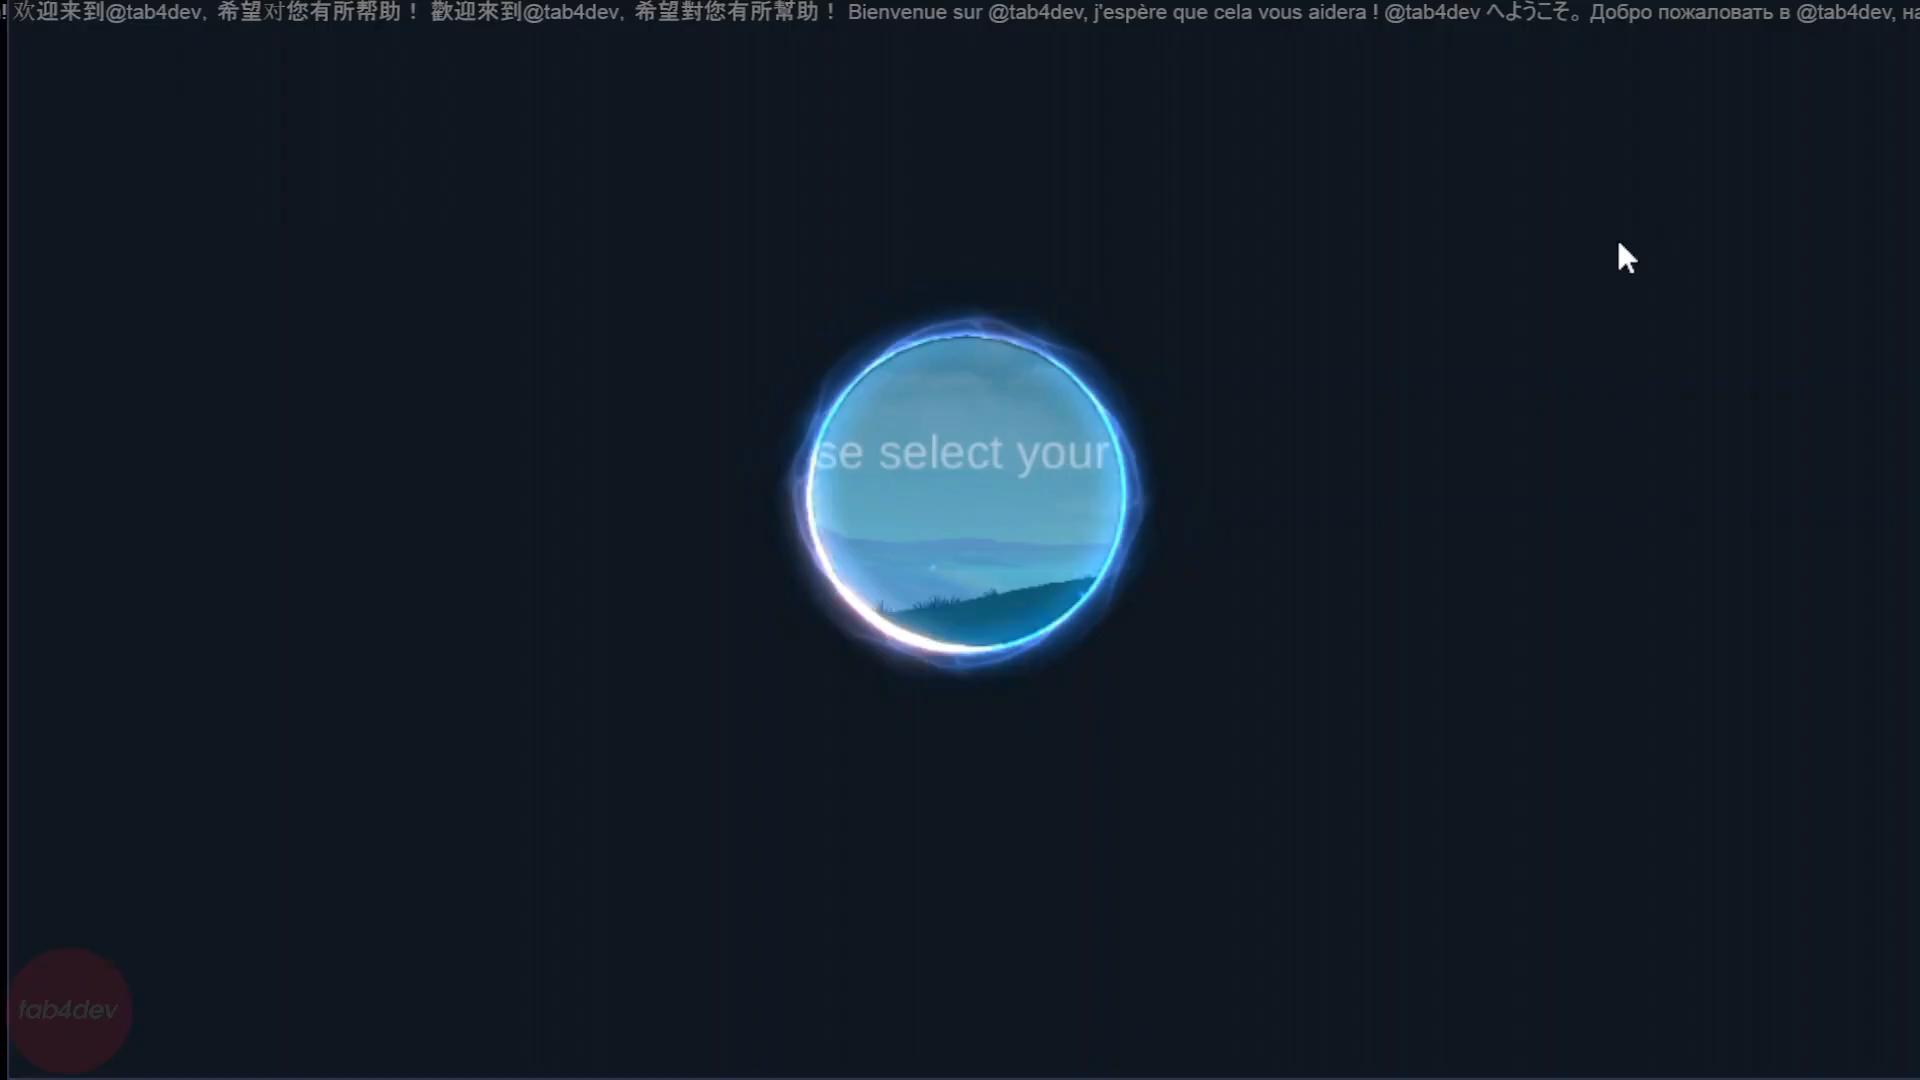 ! 欢迎来到@tab4dev, 希望对您有所帮助！ 歡迎來到@tab4dev, 希望對您有所幫助！ Bienvenue sur @tab4dev, j'espère que cela vous aidera ! @tab4dev へようこそ。 Добро пожаловать в @tab4dev, на
se select your
tab4dev